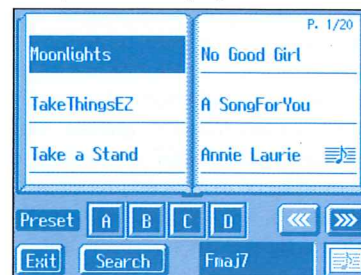 P. 1/20
Moonlights
No Good Girl
TakeThingsEZ
A SongForYou
Take a Stand
Annie Laurie
Preset A B C D
Exit Search Fmaj7